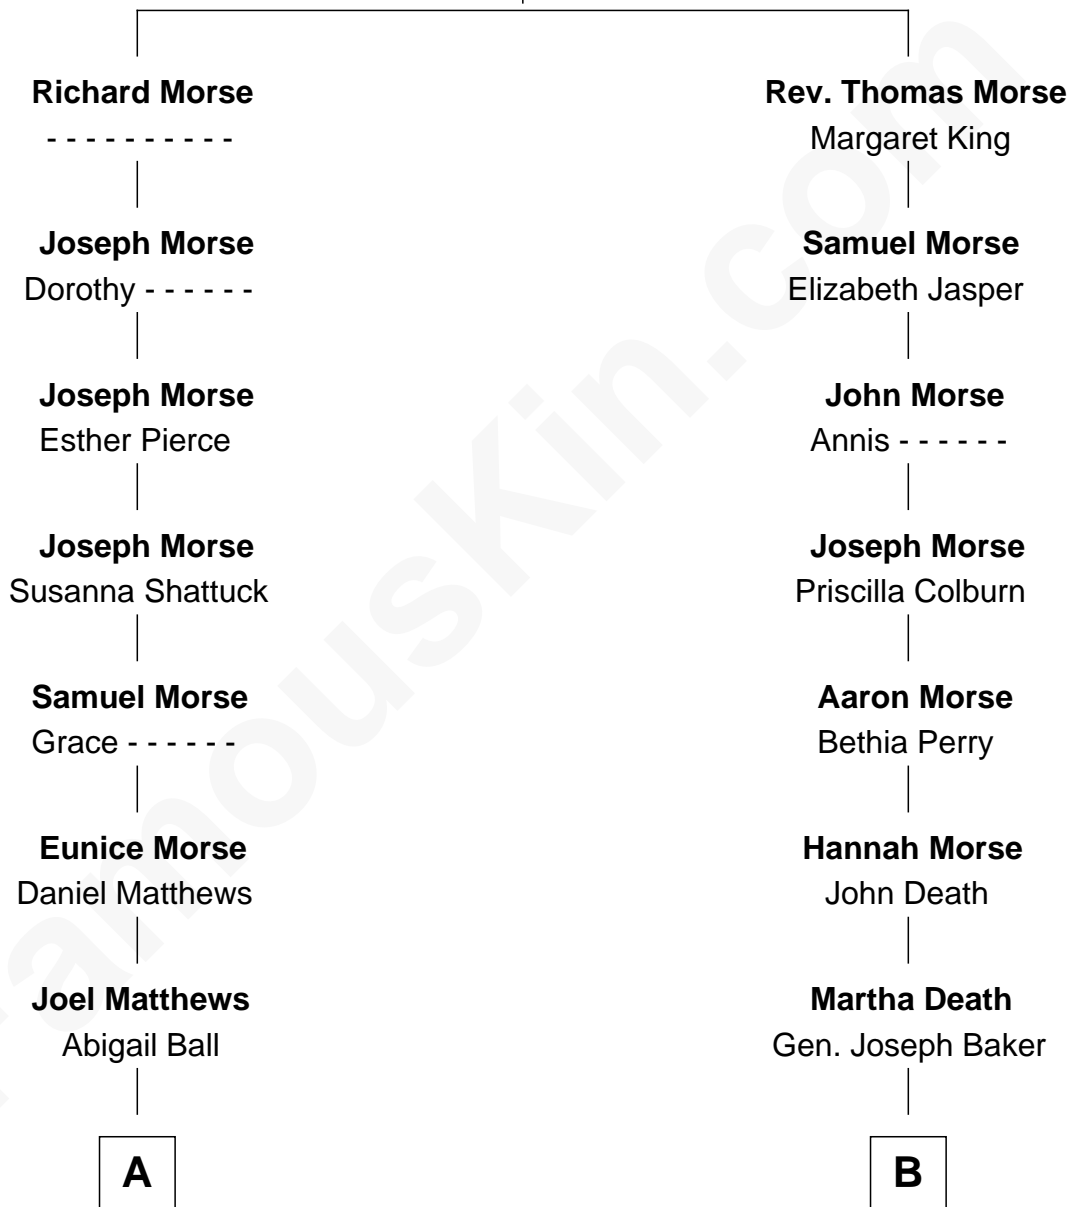 Richard Morse
- - - - - - - - - -
Joseph Morse
Dorothy - - - - - -
Joseph Morse
Esther Pierce
Joseph Morse
Susanna Shattuck
Samuel Morse
Grace - - - - - -
Eunice Morse
Daniel Matthews
Joel Matthews
Abigail Ball
A
Rev. Thomas Morse
Margaret King
Samuel Morse
Elizabeth Jasper
John Morse
Annis - - - - - -
Joseph Morse
Priscilla Colburn
Aaron Morse
Bethia Perry
Hannah Morse
John Death
Martha Death
Gen. Joseph Baker
B
FamousKin.com